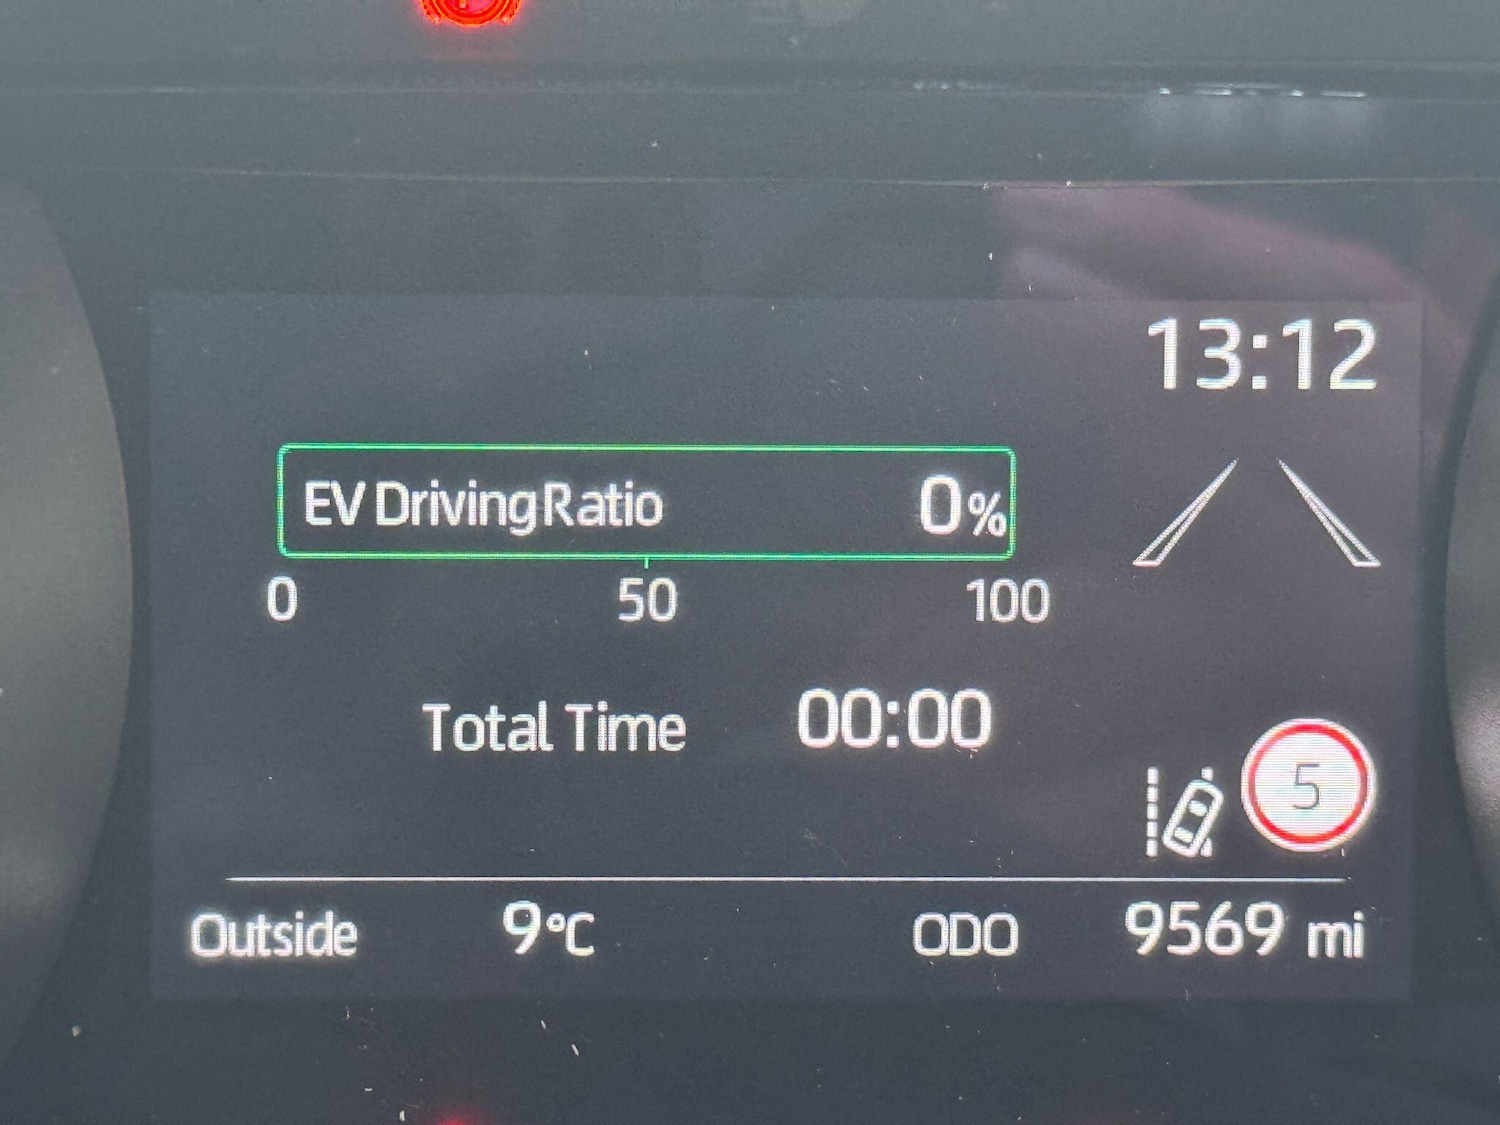 13:12
EV Driving Ratio 0%
0 50 100
Total Time 00:00
5
Outside 9°C ODO 9569 mi